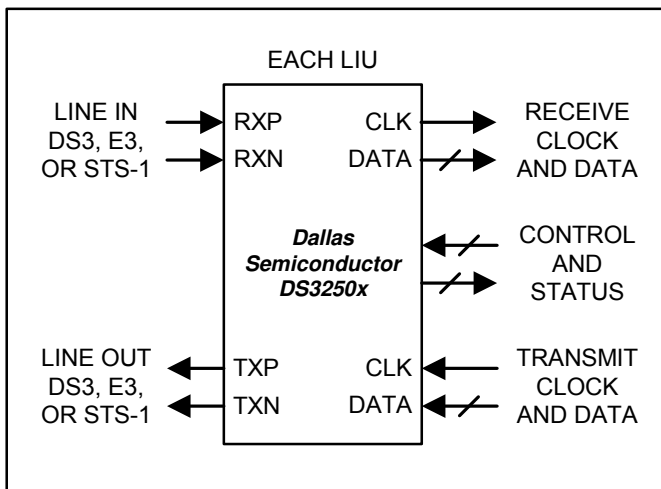 EACH LIU
LINE IN
DS3, E3,
OR STS-1
RXP
RXN
CLK
DATA
RECEIVE
CLOCK
AND DATA
Dallas
Semiconductor
DS3250x
CONTROL
AND
STATUS
LINE OUT
DS3, E3,
OR STS-1
TXP
TXN
CLK
DATA
TRANSMIT
CLOCK
AND DATA